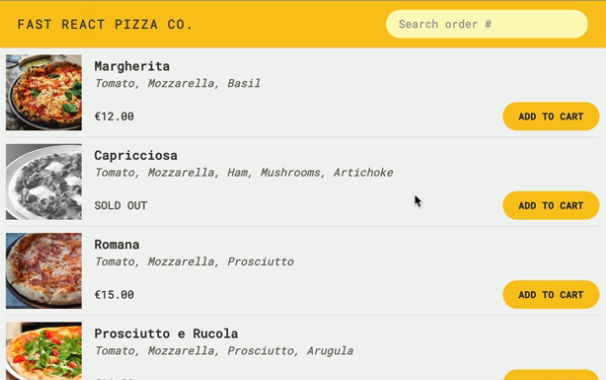 FAST REACT PIZZA CO.
Search order #
Margherita
Tomato, Mozzarella, Basil
€12.00
ADD TO CART
Capricciosa
Tomato, Mozzarella, Ham, Mushrooms, Artichoke
SOLD OUT
ADD TO CART
Romana
Tomato, Mozzarella, Prosciutto
€15.00
ADD TO CART
Prosciutto e Rucola
Tomato, Mozzarella, Prosciutto, Arugula